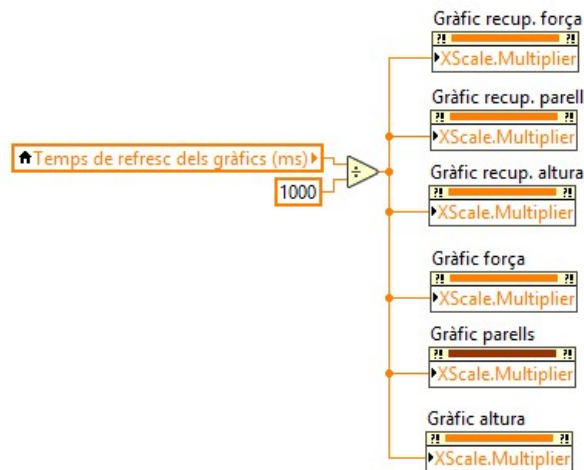 Gràfic recup. força
?! ?!
XScale.Multiplier
Gràfic recup. parell
?! ?!
XScale.Multiplier
Temps de refresc dels gràfics (ms)
÷
1000
Gràfic recup. altura
?! ?!
XScale.Multiplier
Gràfic força
?! ?!
XScale.Multiplier
Gràfic parells
?! ?!
XScale.Multiplier
Gràfic altura
?! ?!
XScale.Multiplier